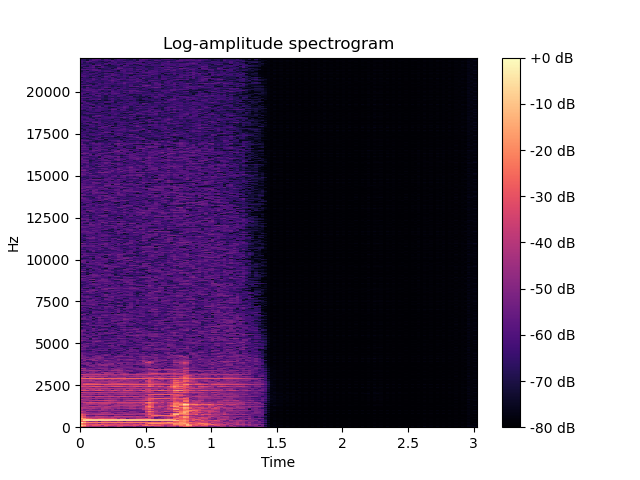 Log-amplitude spectrogram
Hz
20000
17500
15000
12500
10000
7500
5000
2500
0
0 0.5 1 1.5 2 2.5 3
Time
+0 dB
-10 dB
-20 dB
-30 dB
-40 dB
-50 dB
-60 dB
-70 dB
-80 dB